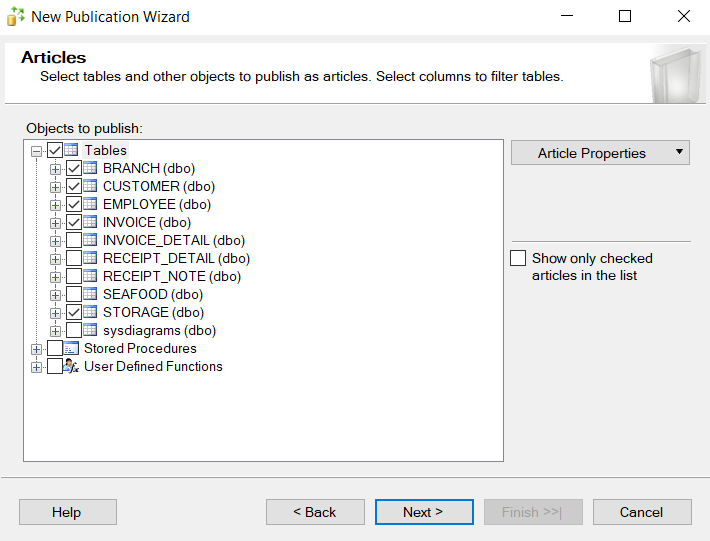 New Publication Wizard
Articles
Select tables and other objects to publish as articles. Select columns to filter tables.
Objects to publish:
Tables
BRANCH (dbo)
CUSTOMER (dbo)
EMPLOYEE (dbo)
INVOICE (dbo)
INVOICE_DETAIL (dbo)
RECEIPT_DETAIL (dbo)
RECEIPT_NOTE (dbo)
SEAFOOD (dbo)
STORAGE (dbo)
sysdiagrams (dbo)
Stored Procedures
User Defined Functions
Article Properties
Show only checked
articles in the list
Help
< Back
Next >
Finish >>|
Cancel